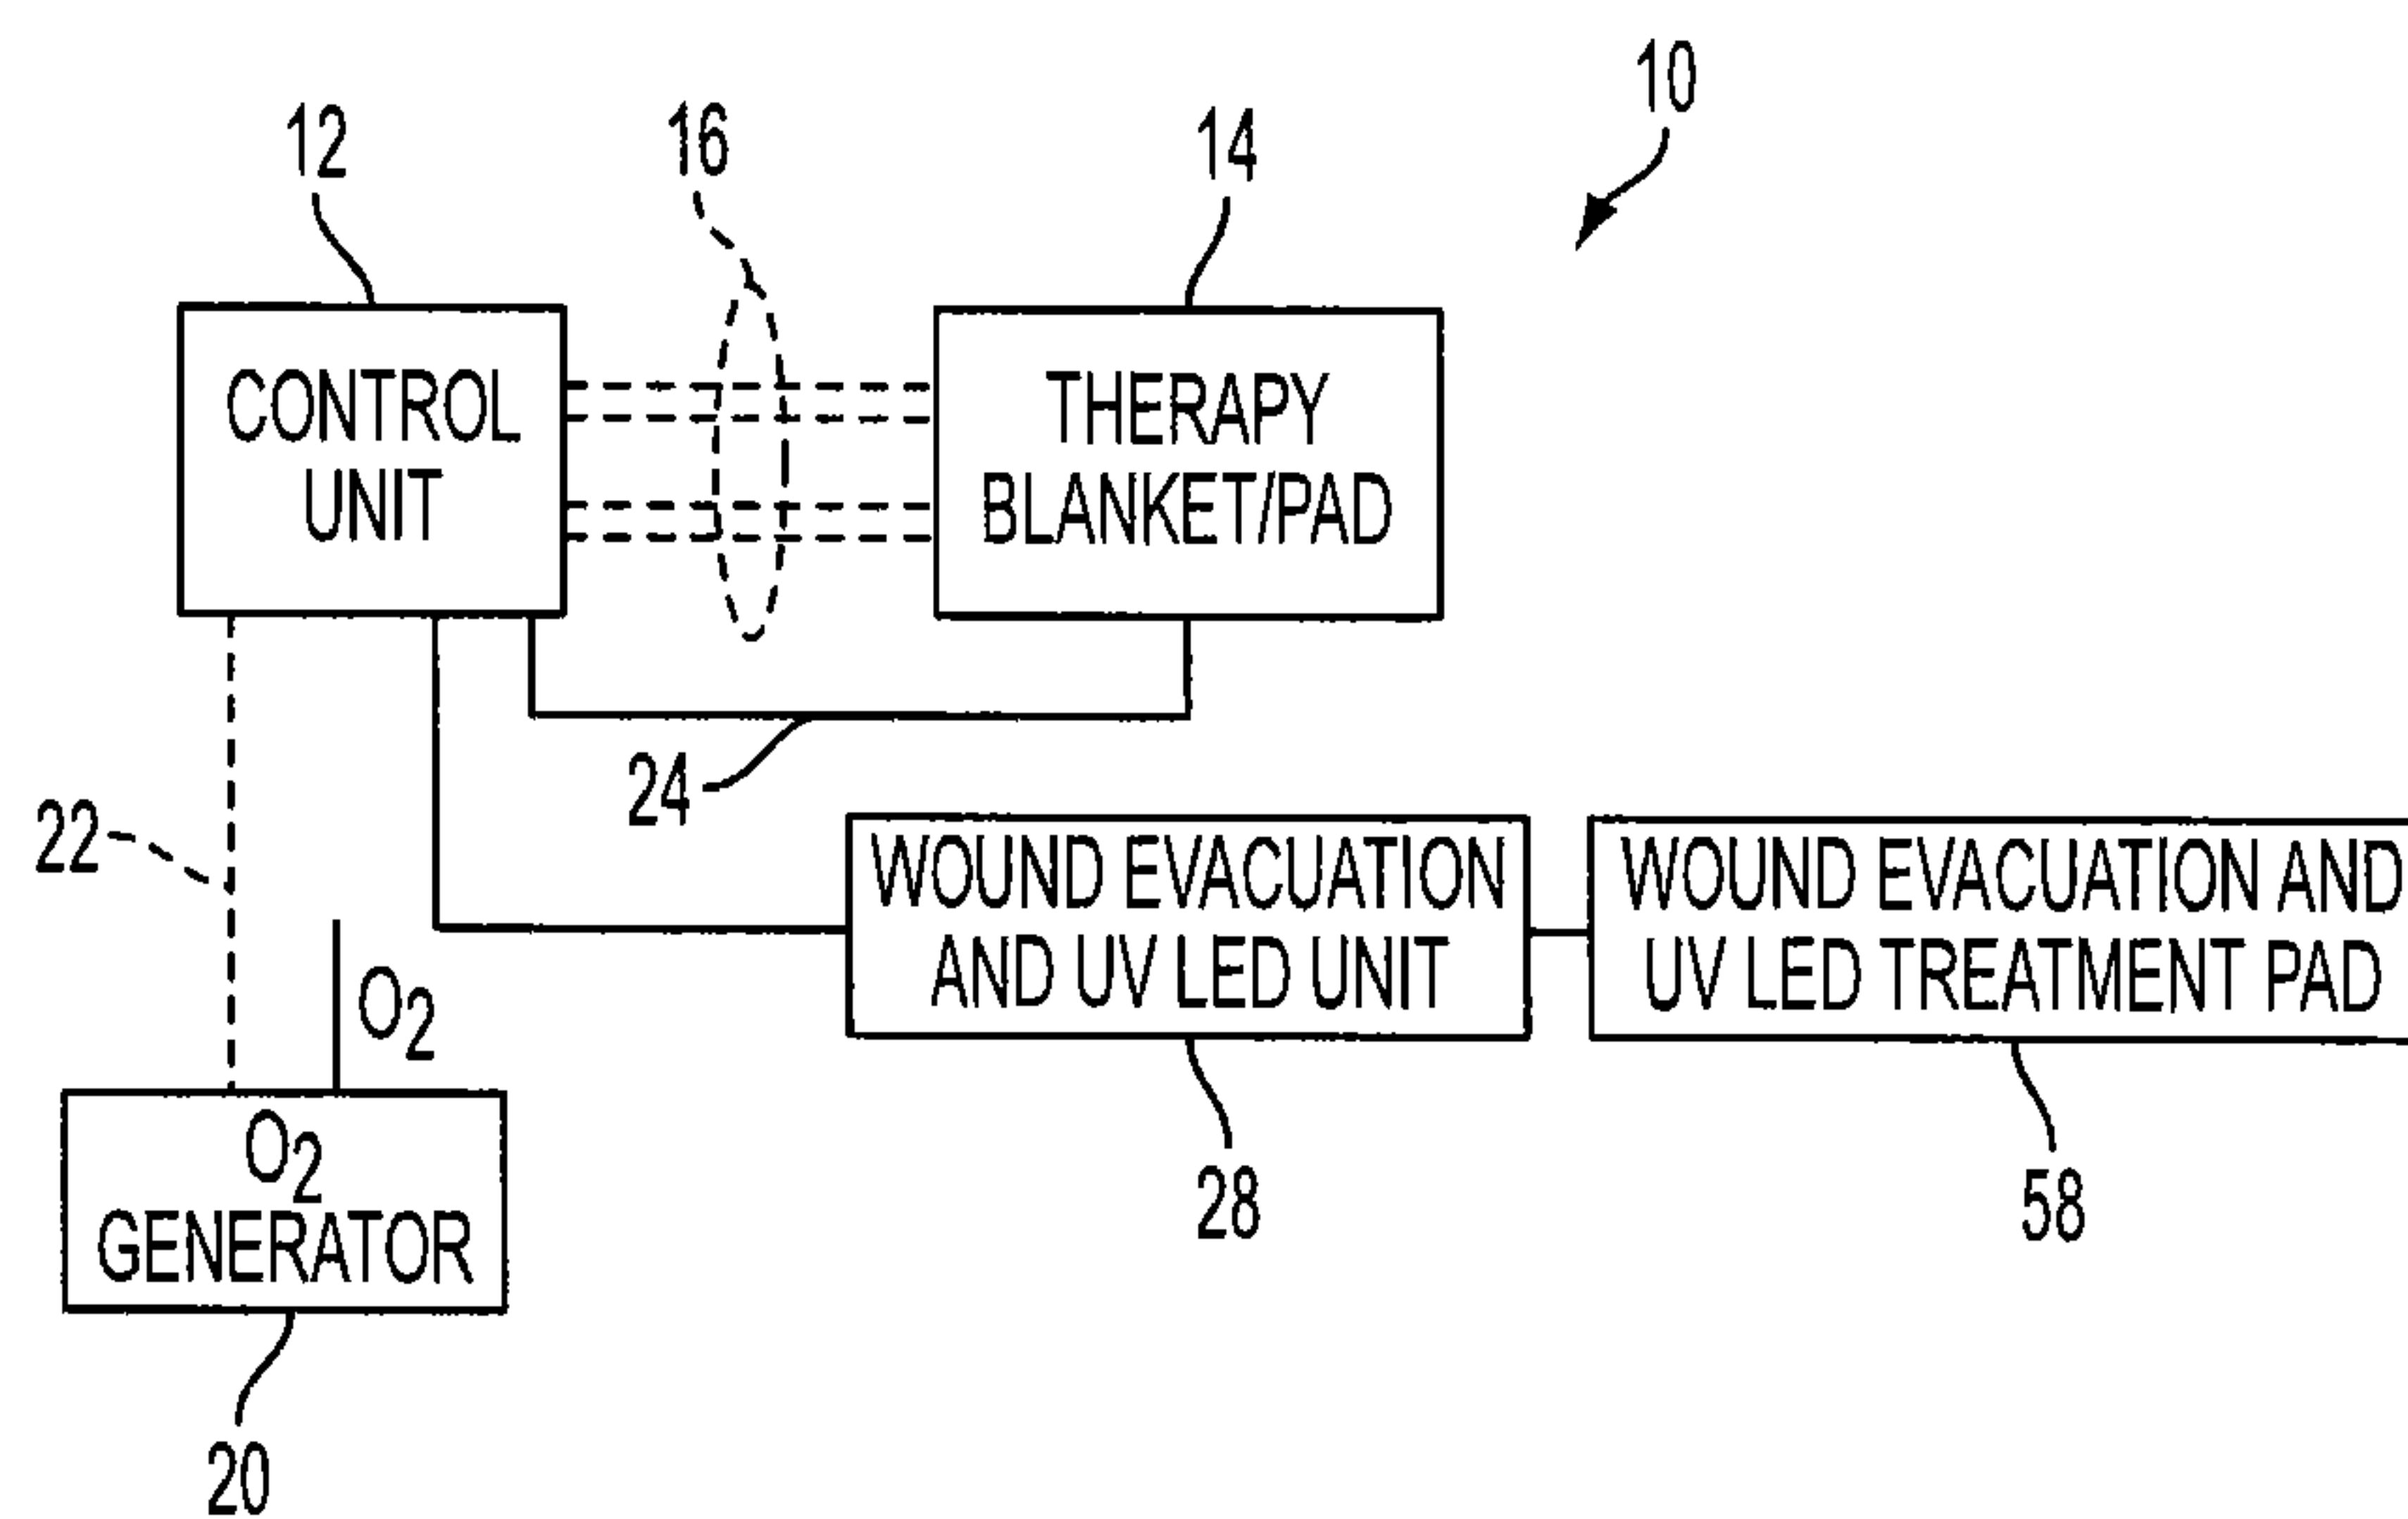 10
12
16
14
CONTROL
UNIT
THERAPY
BLANKET/PAD
24
22
WOUND EVACUATION
AND UV LED UNIT
WOUND EVACUATION AND
UV LED TREATMENT PAD
O2
O2
GENERATOR
28
58
20